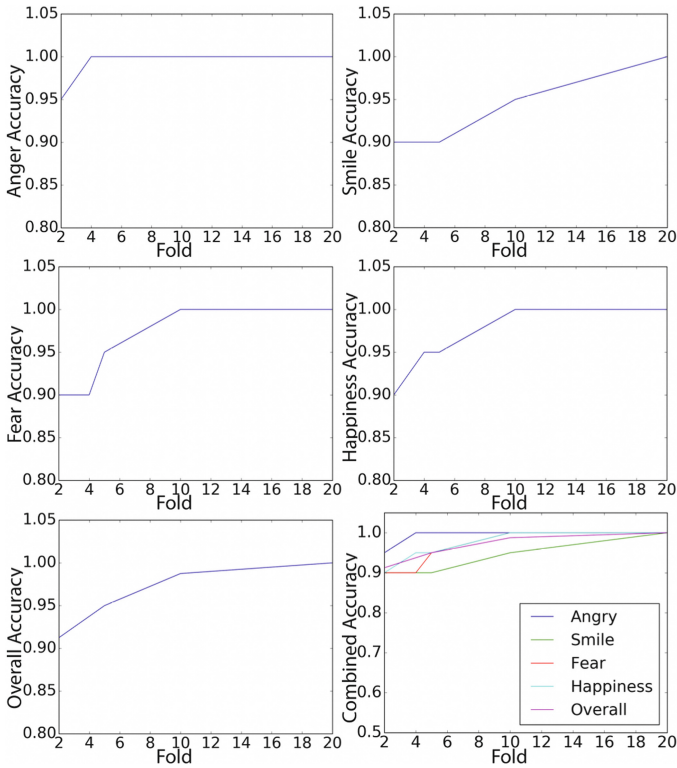 Anger Accuracy
1.05
1.00
0.95
0.90
0.85
0.80
2 4 6 8 10 12 14 16 18 20
Fold
Smile Accuracy
1.05
1.00
0.95
0.90
0.85
0.80
2 4 6 8 10 12 14 16 18 20
Fold
Fear Accuracy
1.05
1.00
0.95
0.90
0.85
0.80
2 4 6 8 10 12 14 16 18 20
Fold
Happiness Accuracy
1.05
1.00
0.95
0.90
0.85
0.80
2 4 6 8 10 12 14 16 18 20
Fold
Overall Accuracy
1.05
1.00
0.95
0.90
0.85
0.80
2 4 6 8 10 12 14 16 18 20
Fold
Combined Accuracy
1.0
0.9
0.8
0.7
0.6
0.5
2 4 6 8 10 12 14 16 18 20
Fold
Angry
Smile
Fear
Happiness
Overall